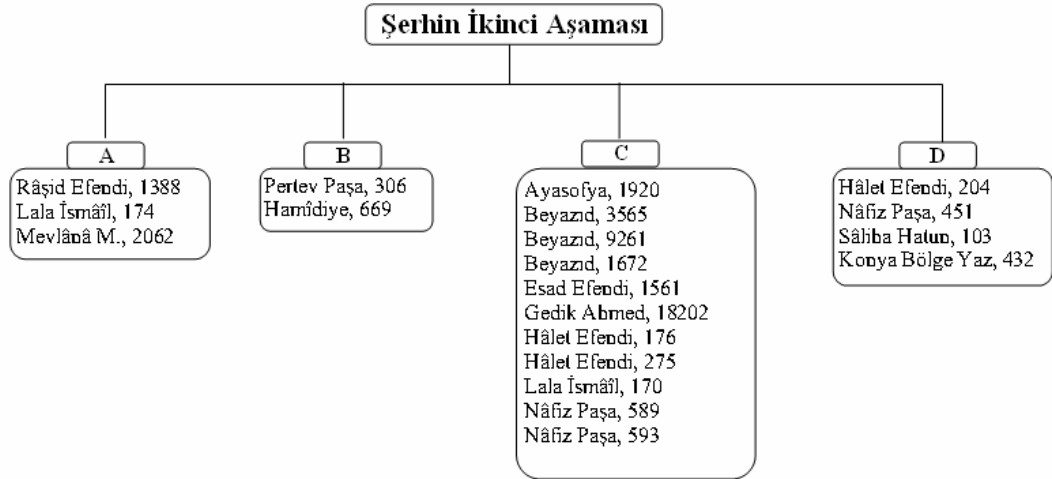 Şerhin İkinci Aşaması
A
Râşid Efendi, 1388
Lala İsmâîl, 174
Mevlânâ M., 2062
B
Pertev Paşa, 306
Hamîdiye, 669
C
Ayasofya, 1920
Beyazıd, 3565
Beyazıd, 9261
Beyazıd, 1672
Esad Efendi, 1561
Gedik Ahmed, 18202
Hâlet Efendi, 176
Hâlet Efendi, 275
Lala İsmâîl, 170
Nâfiz Paşa, 589
Nâfiz Paşa, 593
D
Hâlet Efendi, 204
Nâfiz Paşa, 451
Sâliha Hatun, 103
Konya Bölge Yaz, 432